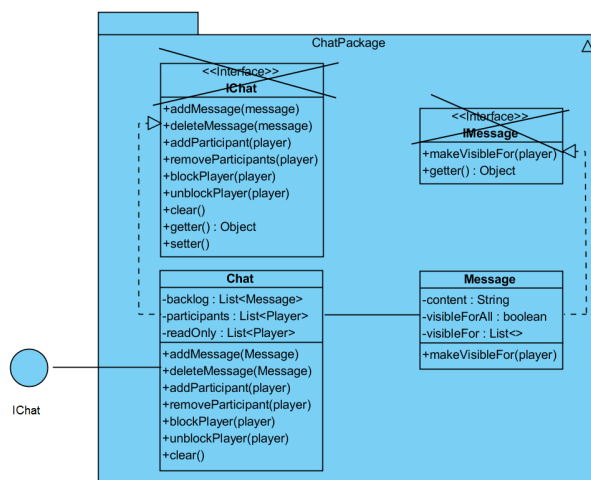 ChatPackage
<<Interface>>
IChat
+addMessage(message)
+deleteMessage(message)
+addParticipant(player)
+removeParticipants(player)
+blockPlayer(player)
+unblockPlayer(player)
+clear()
+getter() : Object
+setter()
<<Interface>>
IMessage
+makeVisibleFor(player)
+getter() : Object
Chat
-backlog : List<Message>
-participants : List<Player>
-readOnly : List<Player>
+addMessage(Message)
+deleteMessage(Message)
+addParticipant(player)
+removeParticipant(player)
+blockPlayer(player)
+unblockPlayer(player)
+clear()
Message
-content : String
-visibleForAll : boolean
-visibleFor : List<>
+makeVisibleFor(player)
IChat